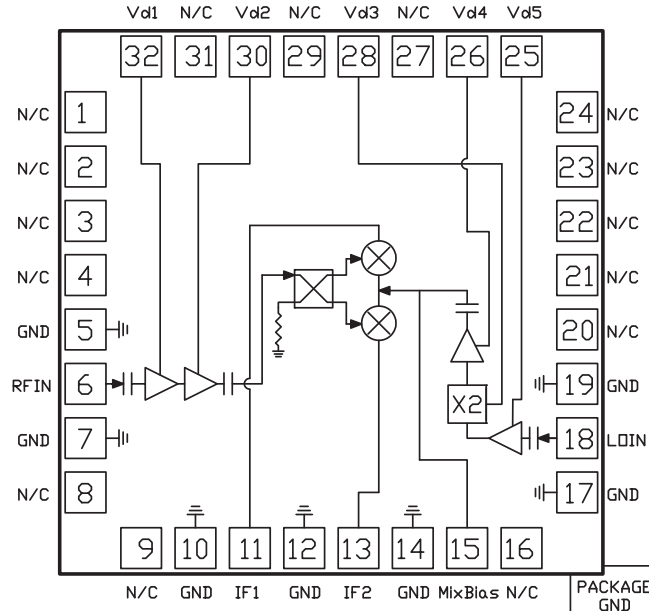 Vd1 N/C Vd2 N/C Vd3 N/C Vd4 Vd5
32 31 30 29 28 27 26 25
N/C 1
24 N/C
N/C 2
23 N/C
N/C 3
22 N/C
N/C 4
21 N/C
GND 5
20 N/C
RFIN 6
19 GND
X2
GND 7
18 LOIN
N/C 8
17 GND
9 10 11 12 13 14 15 16
N/C GND IF1 GND IF2 GND MixBias N/C
PACKAGE
GND